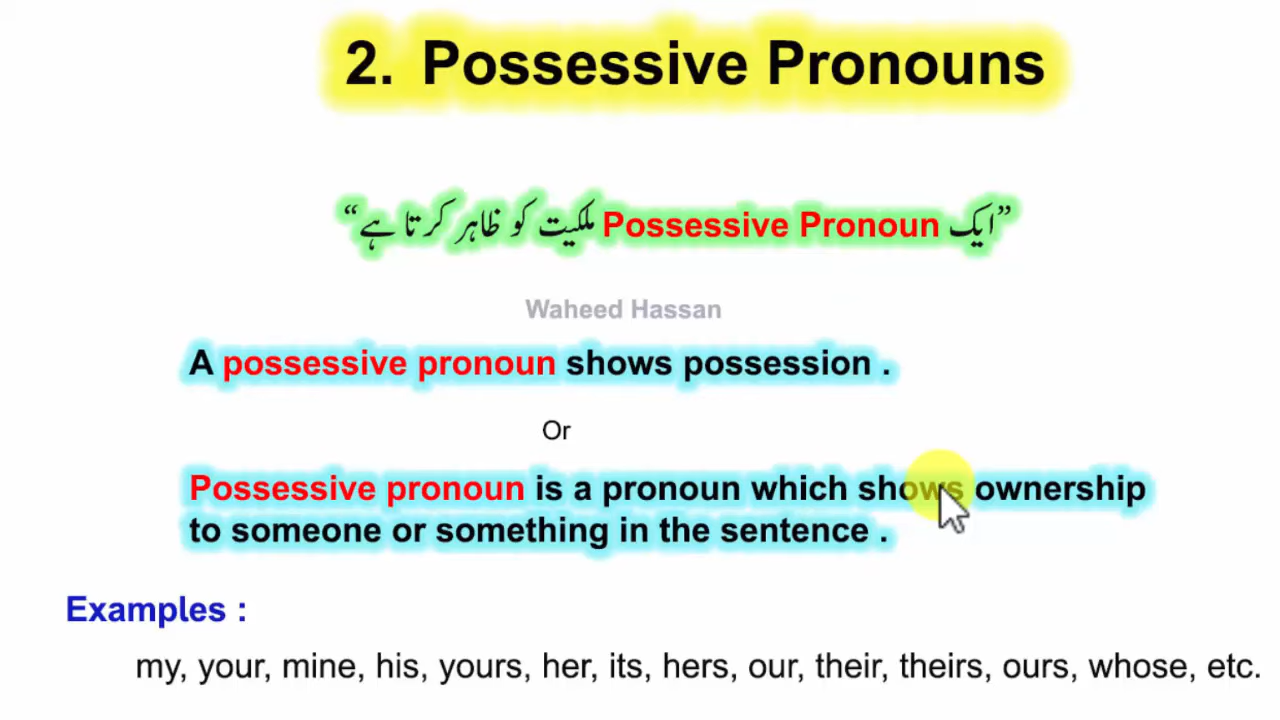 2. Possessive Pronouns
”ایک Possessive Pronoun ملکیت کو ظاہر کرتا ہے“
Waheed Hassan
A possessive pronoun shows possession .
Or
Possessive pronoun is a pronoun which shows ownership
to someone or something in the sentence .
Examples :
my, your, mine, his, yours, her, its, hers, our, their, theirs, ours, whose, etc.